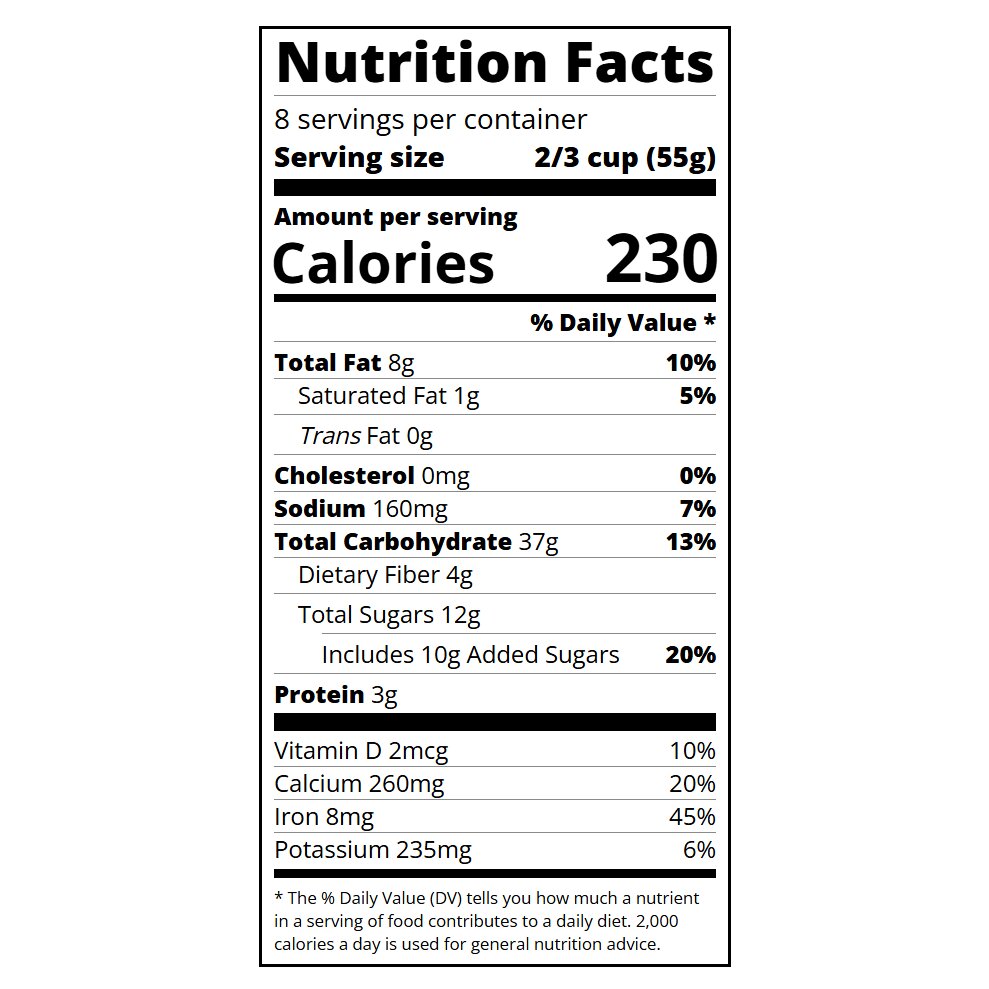 Nutrition Facts
8 servings per container
Serving size 2/3 cup (55g)
Amount per serving
Calories 230
% Daily Value *
Total Fat 8g 10%
Saturated Fat 1g 5%
Trans Fat 0g
Cholesterol 0mg 0%
Sodium 160mg 7%
Total Carbohydrate 37g 13%
Dietary Fiber 4g
Total Sugars 12g
Includes 10g Added Sugars 20%
Protein 3g
Vitamin D 2mcg 10%
Calcium 260mg 20%
Iron 8mg 45%
Potassium 235mg 6%
* The % Daily Value (DV) tells you how much a nutrient
in a serving of food contributes to a daily diet. 2,000
calories a day is used for general nutrition advice.